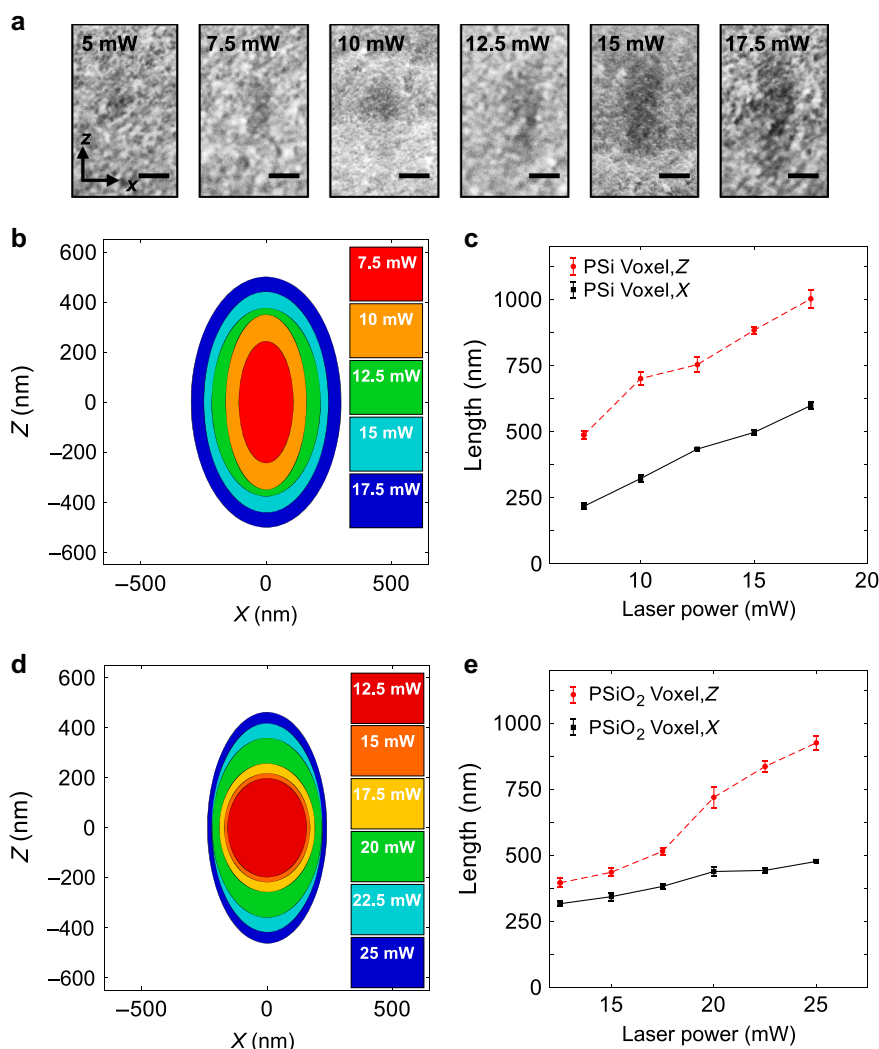 a
5 mW
7.5 mW
10 mW
12.5 mW
15 mW
17.5 mW
z
x
b
600
400
200
0
–200
–400
–600
Z (nm)
–500
0
500
X (nm)
7.5 mW
10 mW
12.5 mW
15 mW
17.5 mW
c
PSi Voxel,Z
PSi Voxel,X
1000
750
500
250
0
Length (nm)
10
15
20
Laser power (mW)
d
600
400
200
0
–200
–400
–600
Z (nm)
–500
0
500
X (nm)
12.5 mW
15 mW
17.5 mW
20 mW
22.5 mW
25 mW
e
PSiO₂ Voxel,Z
PSiO₂ Voxel,X
1000
750
500
250
0
Length (nm)
15
20
25
Laser power (mW)